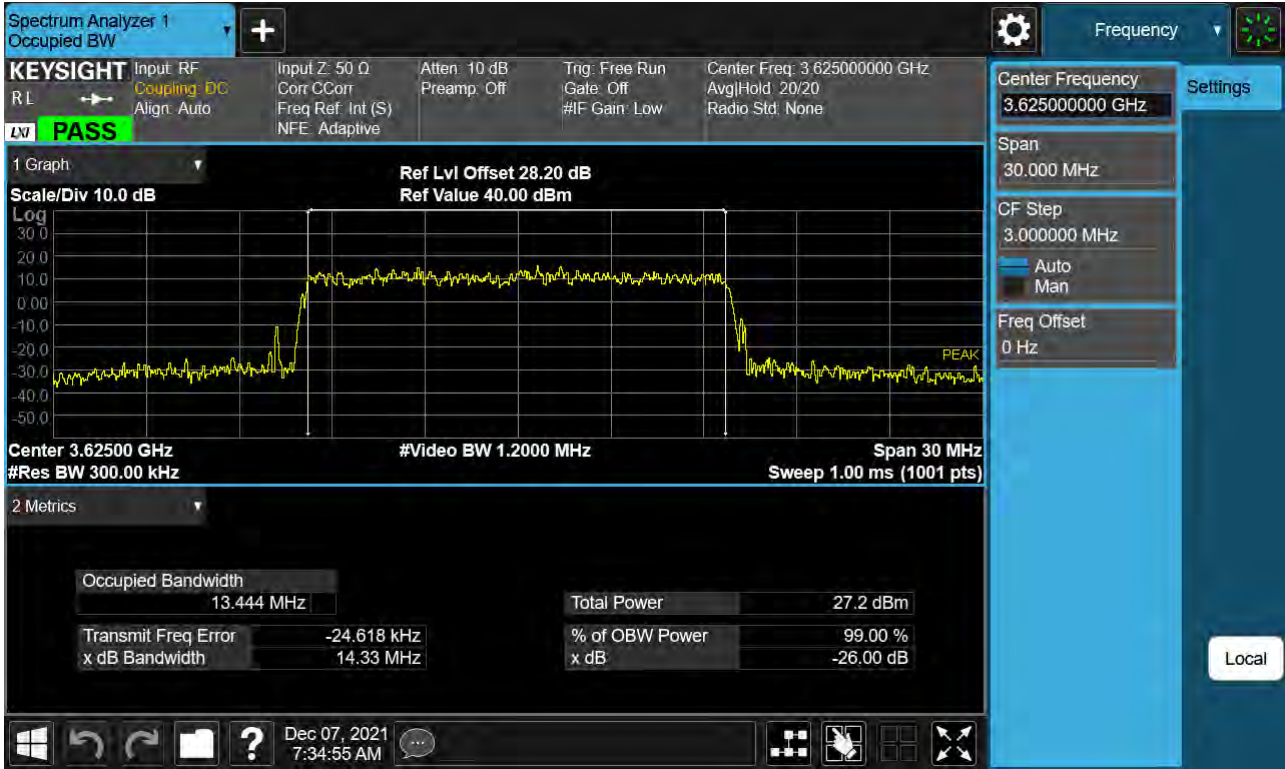 Spectrum Analyzer 1
Occupied BW
+
Frequency
KEYSIGHT
R L
LXI
PASS
Input: RF
Coupling: DC
Align: Auto
Input Z: 50 Ω
Corr CCorr
Freq Ref: Int (S)
NFE: Adaptive
Atten: 10 dB
Preamp: Off
Trig: Free Run
Gate: Off
#IF Gain: Low
Center Freq: 3.625000000 GHz
Avg|Hold: 20/20
Radio Std: None
Center Frequency
3.625000000 GHz
Settings
Span
30.000 MHz
CF Step
3.000000 MHz
Auto
Man
Freq Offset
0 Hz
1 Graph
Scale/Div 10.0 dB
Ref Lvl Offset 28.20 dB
Ref Value 40.00 dBm
Log
30.0
20.0
10.0
0.00
-10.0
-20.0
-30.0
-40.0
-50.0
PEAK
Center 3.62500 GHz
#Video BW 1.2000 MHz
Span 30 MHz
#Res BW 300.00 kHz
Sweep 1.00 ms (1001 pts)
2 Metrics
Occupied Bandwidth
13.444 MHz
Total Power 27.2 dBm
Transmit Freq Error -24.618 kHz
% of OBW Power 99.00 %
x dB Bandwidth 14.33 MHz
x dB -26.00 dB
Local
?
Dec 07, 2021
7:34:55 AM